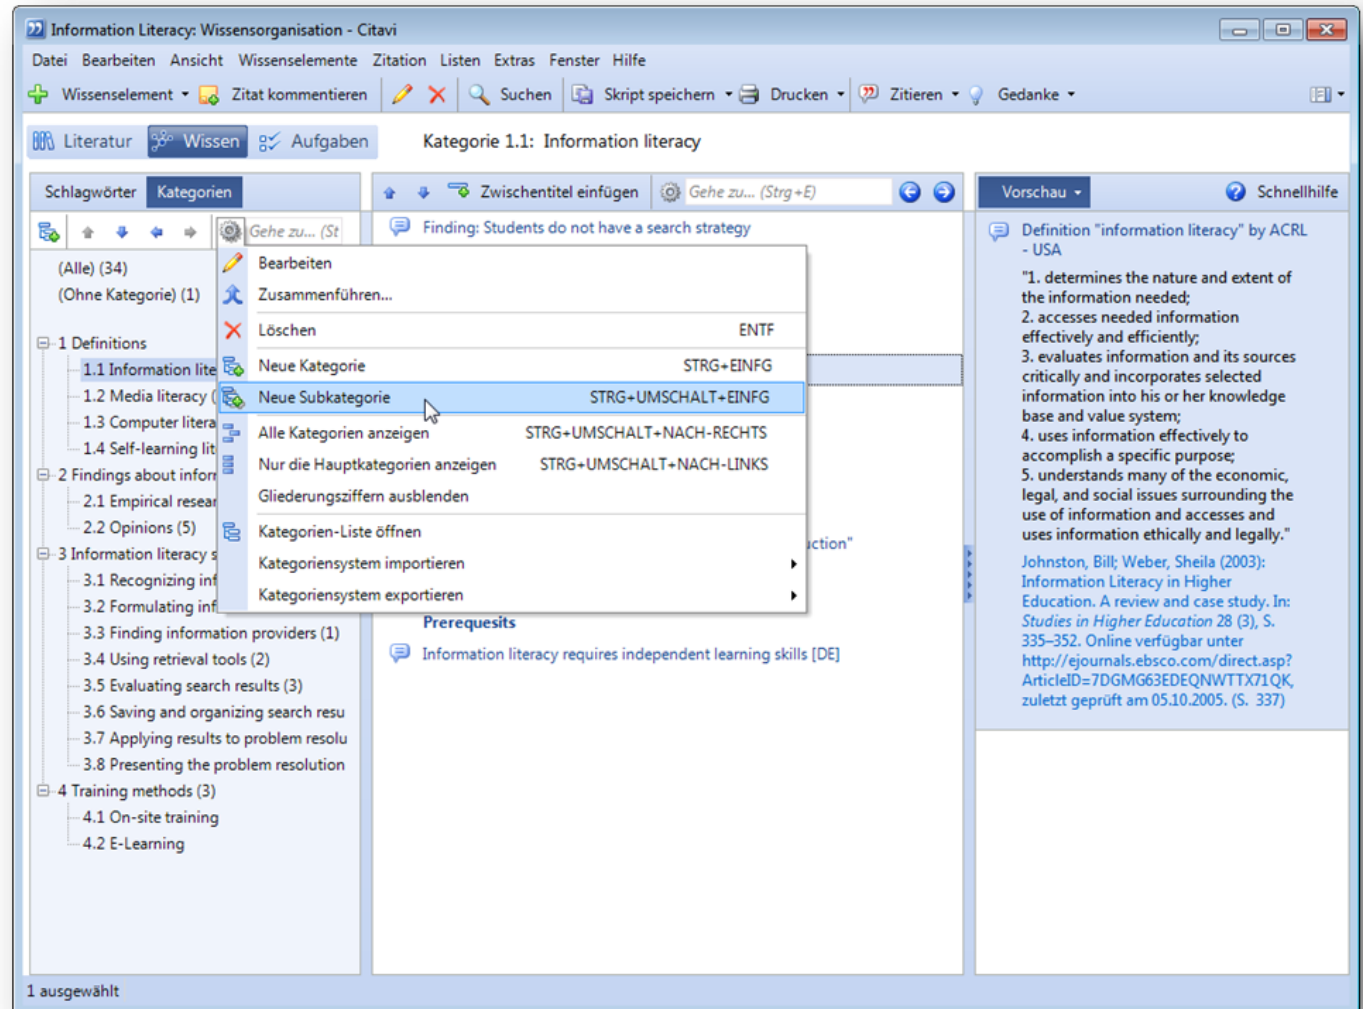 Information Literacy: Wissensorganisation - Citavi
Datei Bearbeiten Ansicht Wissenselemente Zitation Listen Extras Fenster Hilfe
Wissenselement Zitat kommentieren Suchen Skript speichern Drucken Zitieren Gedanke
Literatur Wissen Aufgaben Kategorie 1.1: Information literacy
Schlagwörter Kategorien
Gehe zu... (St
(Alle) (34)
(Ohne Kategorie) (1)
1 Definitions
1.1 Information lite
1.2 Media literacy (
1.3 Computer litera
1.4 Self-learning lit
2 Findings about infor
2.1 Empirical resear
2.2 Opinions (5)
3 Information literacy s
3.1 Recognizing inf
3.2 Formulating inf
3.3 Finding information providers (1)
3.4 Using retrieval tools (2)
3.5 Evaluating search results (3)
3.6 Saving and organizing search resu
3.7 Applying results to problem resolu
3.8 Presenting the problem resolution
4 Training methods (3)
4.1 On-site training
4.2 E-Learning
Bearbeiten
Zusammenführen...
Löschen ENTF
Neue Kategorie STRG+EINFG
Neue Subkategorie STRG+UMSCHALT+EINFG
Alle Kategorien anzeigen STRG+UMSCHALT+NACH-RECHTS
Nur die Hauptkategorien anzeigen STRG+UMSCHALT+NACH-LINKS
Gliederungsziffern ausblenden
Kategorien-Liste öffnen
Kategoriensystem importieren
Kategoriensystem exportieren
Zwischentitel einfügen Gehe zu... (Strg+E)
Finding: Students do not have a search strategy
uction"
Prerequesits
Information literacy requires independent learning skills [DE]
Vorschau Schnellhilfe
Definition "information literacy" by ACRL
- USA
"1. determines the nature and extent of
the information needed;
2. accesses needed information
effectively and efficiently;
3. evaluates information and its sources
critically and incorporates selected
information into his or her knowledge
base and value system;
4. uses information effectively to
accomplish a specific purpose;
5. understands many of the economic,
legal, and social issues surrounding the
use of information and accesses and
uses information ethically and legally."
Johnston, Bill; Weber, Sheila (2003):
Information Literacy in Higher
Education. A review and case study. In:
Studies in Higher Education 28 (3), S.
335–352. Online verfügbar unter
http://ejournals.ebsco.com/direct.asp?
ArticleID=7DGMG63EDEQNWTTX71QK,
zuletzt geprüft am 05.10.2005. (S. 337)
1 ausgewählt